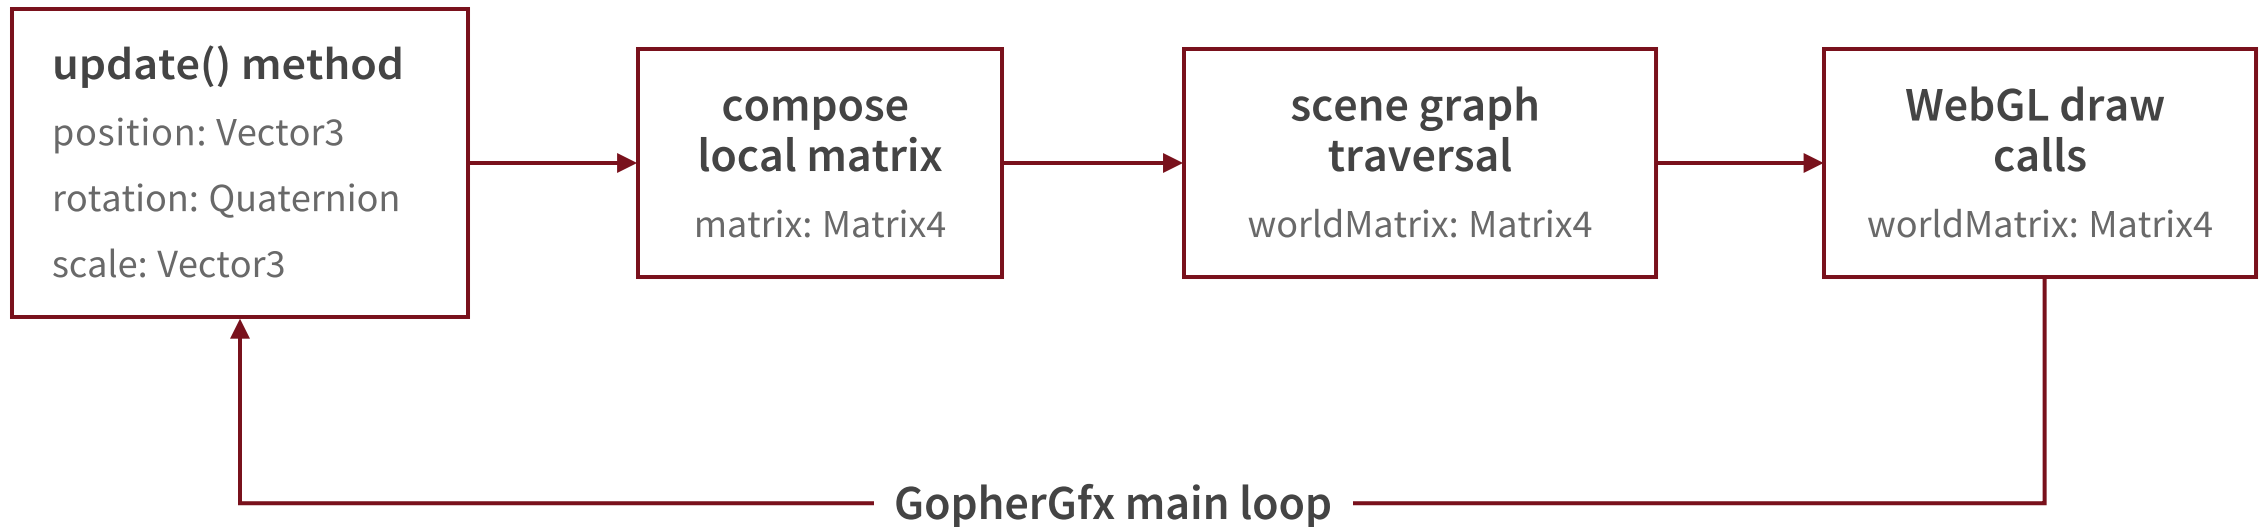 update() method
position: Vector3
rotation: Quaternion
scale: Vector3
compose
local matrix
matrix: Matrix4
scene graph
traversal
worldMatrix: Matrix4
WebGL draw
calls
worldMatrix: Matrix4
GopherGfx main loop